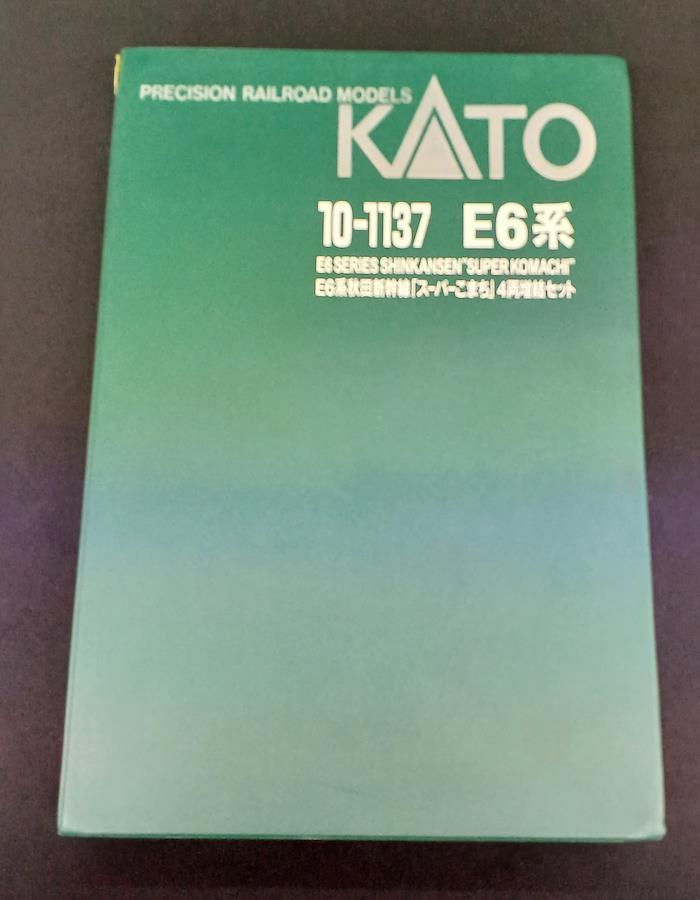 PRECISION RAILROAD MODELS
KATO
10-1137 E6系
E6 SERIES SHINKANSEN "SUPER KOMACHI"
E6系秋田新幹線「スーパーこまち」4両増結セット